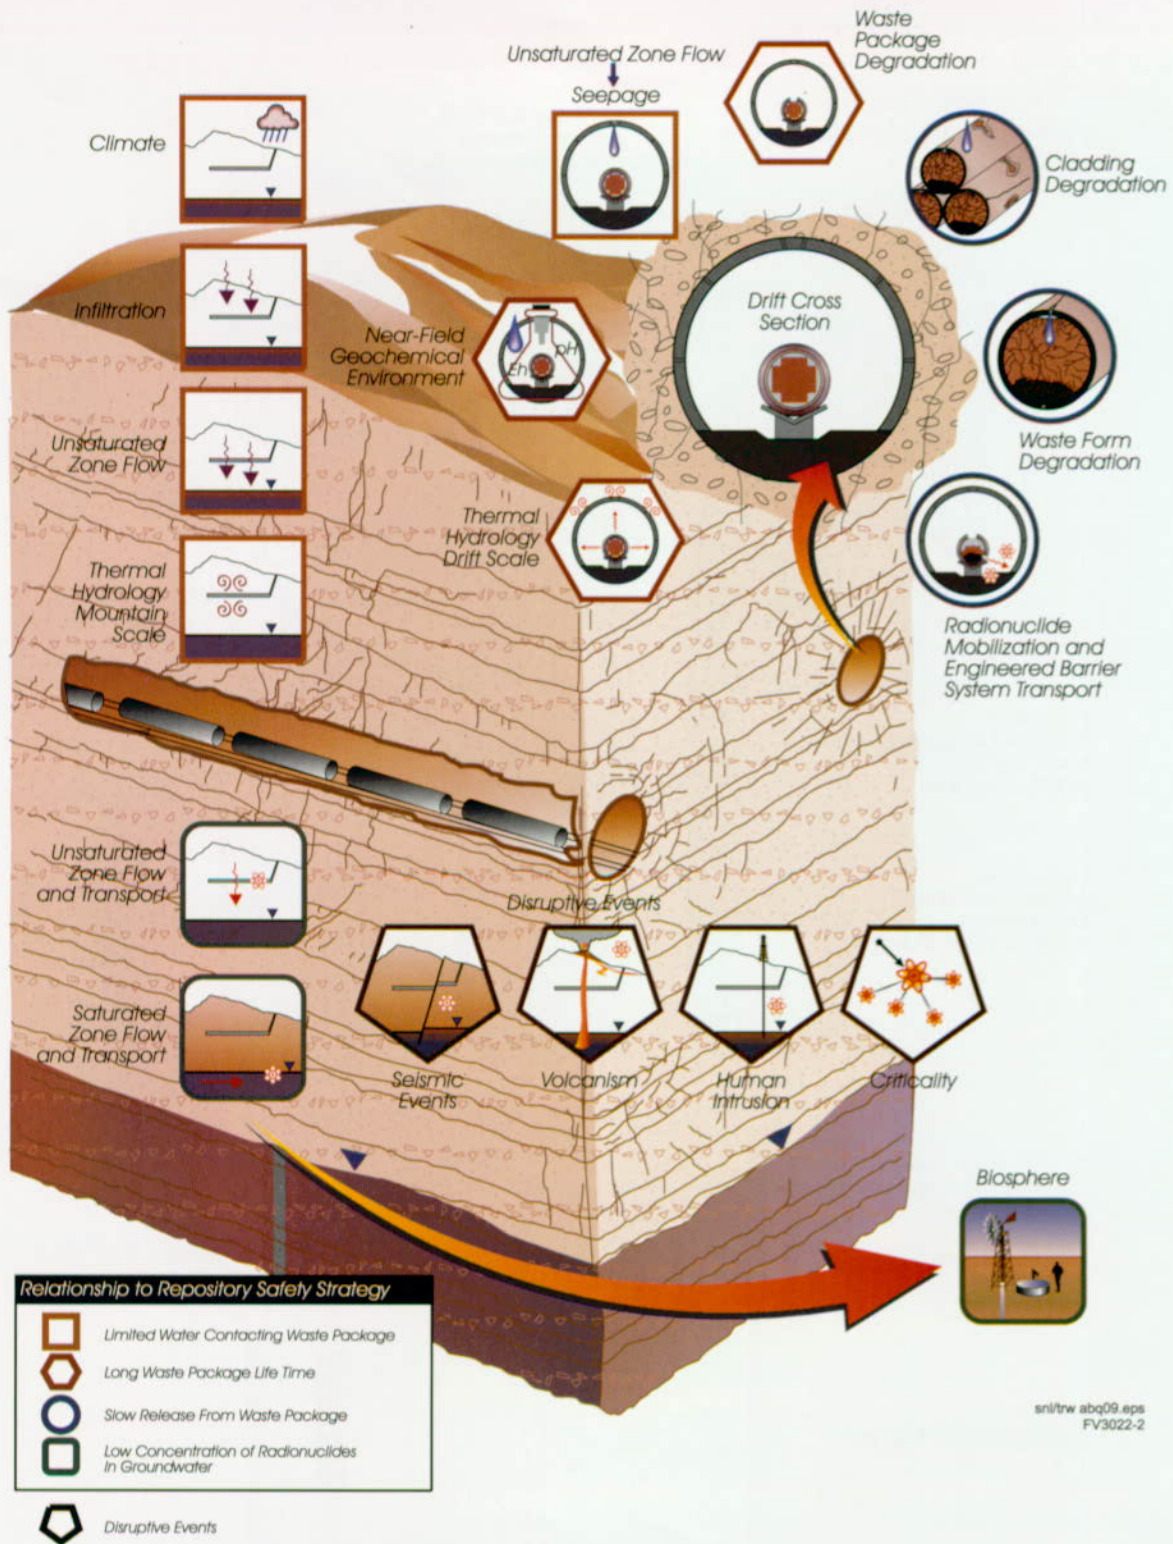 Waste
Package
Degradation
Unsaturated Zone Flow
Seepage
Climate
Cladding
Degradation
Infiltration
Near-Field
Geochemical
Environment
Eh
pH
Drift Cross
Section
Unsaturated
Zone Flow
Waste Form
Degradation
Thermal
Hydrology
Drift Scale
Thermal
Hydrology
Mountain
Scale
Radionuclide
Mobilization and
Engineered Barrier
System Transport
Unsaturated
Zone Flow
and Transport
Disruptive Events
Saturated
Zone Flow
and Transport
Seismic
Events
Volcanism
Human
Intrusion
Criticality
Biosphere
Relationship to Repository Safety Strategy
Limited Water Contacting Waste Package
Long Waste Package Life Time
Slow Release From Waste Package
Low Concentration of Radionuclides
In Groundwater
Disruptive Events
snl/trw abq09.eps
FV3022-2